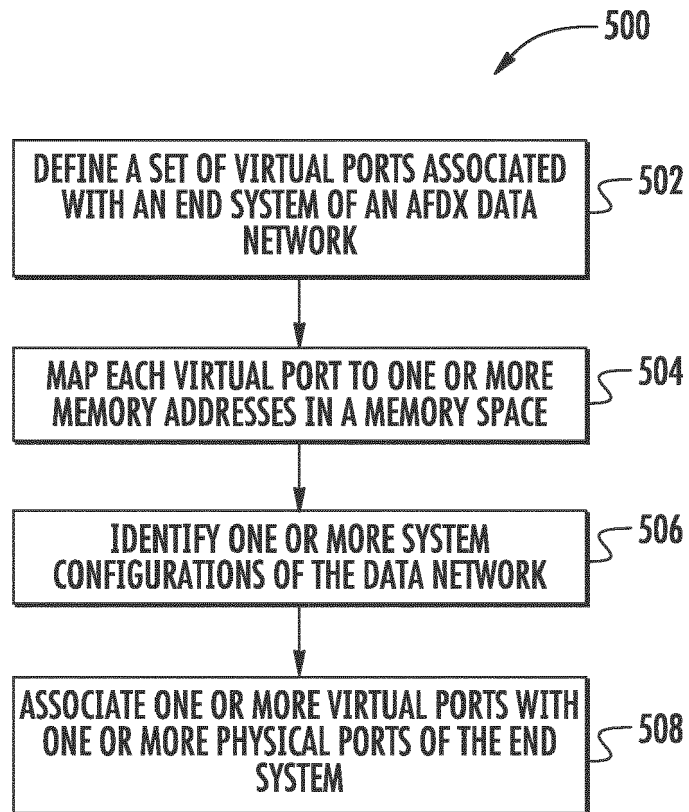 500
DEFINE A SET OF VIRTUAL PORTS ASSOCIATED
WITH AN END SYSTEM OF AN AFDX DATA
NETWORK
502
MAP EACH VIRTUAL PORT TO ONE OR MORE
MEMORY ADDRESSES IN A MEMORY SPACE
504
IDENTIFY ONE OR MORE SYSTEM
CONFIGURATIONS OF THE DATA NETWORK
506
ASSOCIATE ONE OR MORE VIRTUAL PORTS WITH
ONE OR MORE PHYSICAL PORTS OF THE END
SYSTEM
508